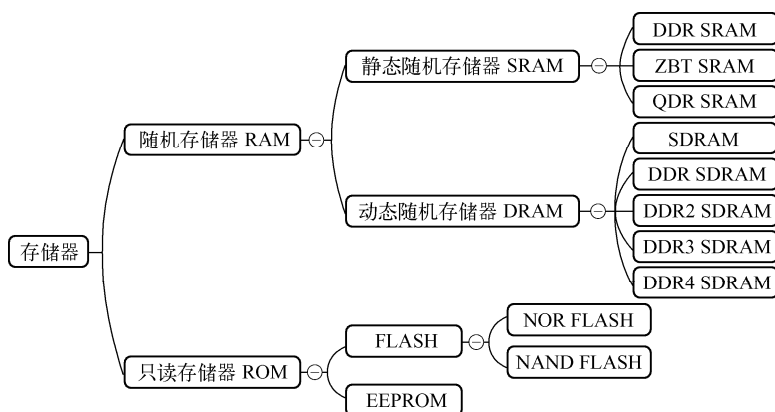 存储器
随机存储器 RAM
静态随机存储器 SRAM
DDR SRAM
ZBT SRAM
QDR SRAM
动态随机存储器 DRAM
SDRAM
DDR SDRAM
DDR2 SDRAM
DDR3 SDRAM
DDR4 SDRAM
只读存储器 ROM
FLASH
NOR FLASH
NAND FLASH
EEPROM